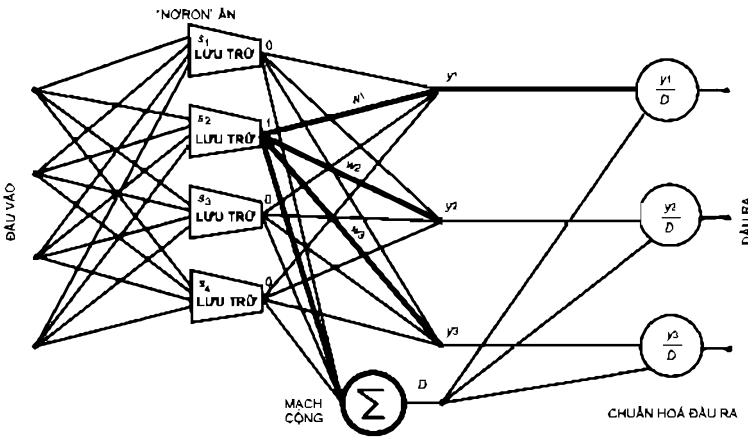 "NƠRON" ẨN
s1
LƯU TRỮ
0
s2
LƯU TRỮ
1
s3
LƯU TRỮ
0
s4
LƯU TRỮ
0
ĐẦU VÀO
w1
w2
w3
y1
y2
y3
y1
D
y2
D
y3
D
ĐẦU RA
MẠCH
CỘNG
Σ
D
CHUẨN HOÁ ĐẦU RA